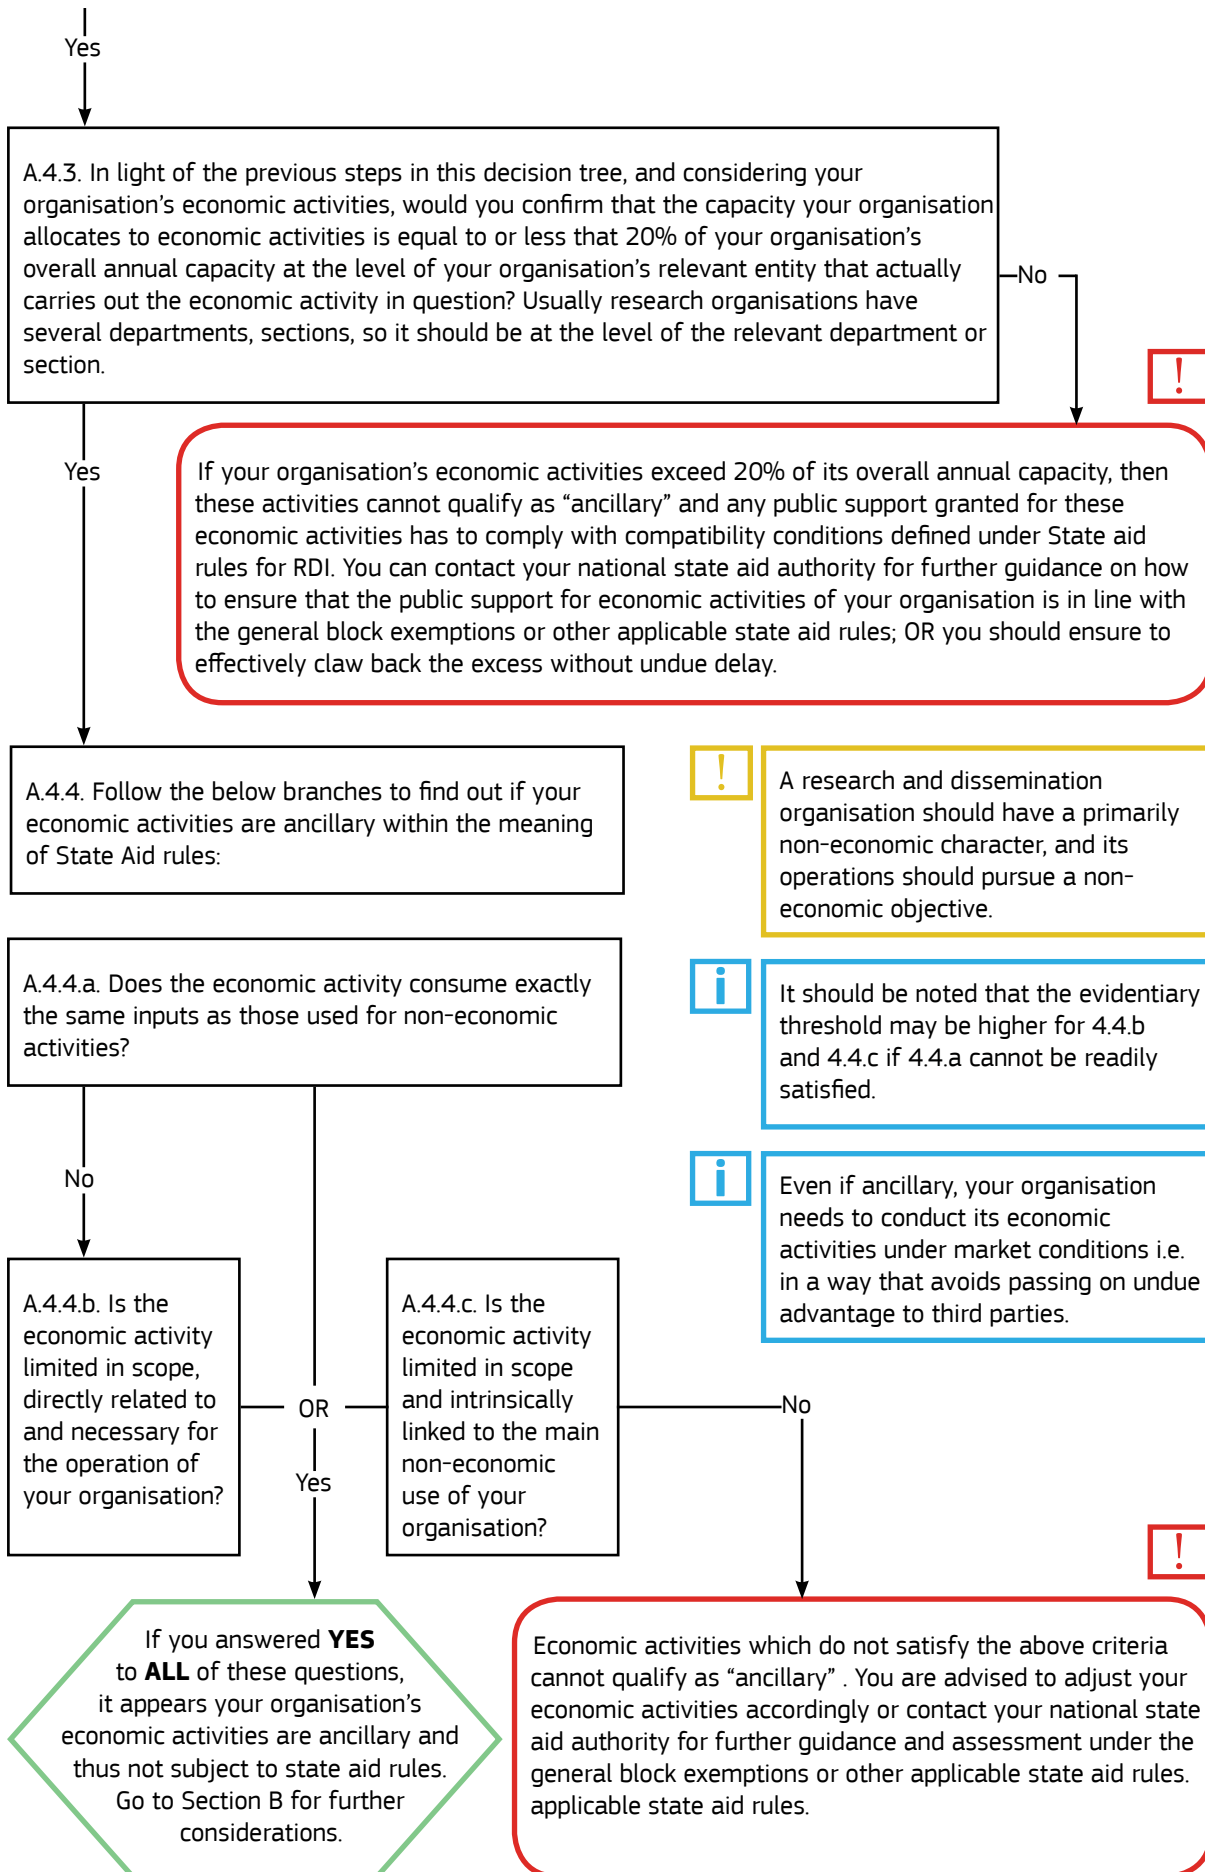 Yes
A.4.3. In light of the previous steps in this decision tree, and considering your
organisation's economic activities, would you confirm that the capacity your organisation
allocates to economic activities is equal to or less that 20% of your organisation's
overall annual capacity at the level of your organisation's relevant entity that actually
carries out the economic activity in question? Usually research organisations have
several departments, sections, so it should be at the level of the relevant department or
section.
No
!
Yes
If your organisation's economic activities exceed 20% of its overall annual capacity, then
these activities cannot qualify as “ancillary” and any public support granted for these
economic activities has to comply with compatibility conditions defined under State aid
rules for RDI. You can contact your national state aid authority for further guidance on how
to ensure that the public support for economic activities of your organisation is in line with
the general block exemptions or other applicable state aid rules; OR you should ensure to
effectively claw back the excess without undue delay.
A.4.4. Follow the below branches to find out if your
economic activities are ancillary within the meaning
of State Aid rules:
!
A research and dissemination
organisation should have a primarily
non-economic character, and its
operations should pursue a non-
economic objective.
A.4.4.a. Does the economic activity consume exactly
the same inputs as those used for non-economic
activities?
i
It should be noted that the evidentiary
threshold may be higher for 4.4.b
and 4.4.c if 4.4.a cannot be readily
satisfied.
No
i
Even if ancillary, your organisation
needs to conduct its economic
activities under market conditions i.e.
in a way that avoids passing on undue
advantage to third parties.
A.4.4.b. Is the
economic activity
limited in scope,
directly related to
and necessary for
the operation of
your organisation?
OR
Yes
A.4.4.c. Is the
economic activity
limited in scope
and intrinsically
linked to the main
non-economic
use of your
organisation?
No
!
If you answered YES
to ALL of these questions,
it appears your organisation's
economic activities are ancillary and
thus not subject to state aid rules.
Go to Section B for further
considerations.
Economic activities which do not satisfy the above criteria
cannot qualify as “ancillary” . You are advised to adjust your
economic activities accordingly or contact your national state
aid authority for further guidance and assessment under the
general block exemptions or other applicable state aid rules.
applicable state aid rules.